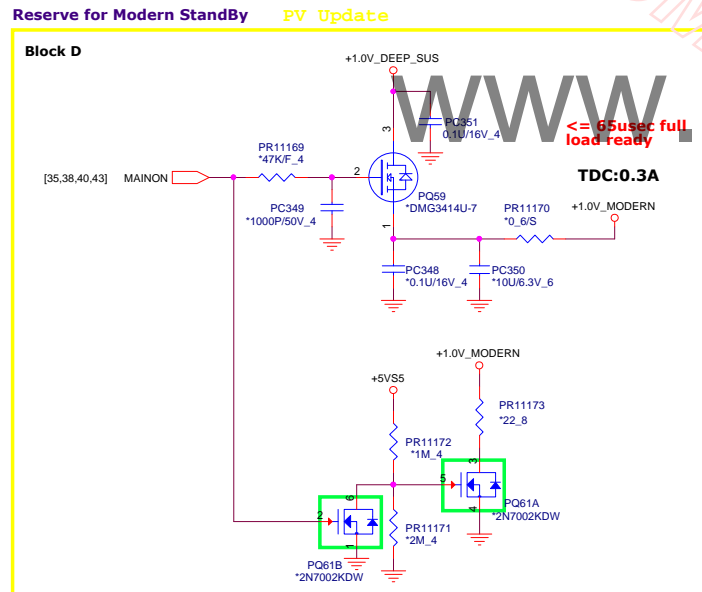 Reserve for Modern StandBy PV Update
Block D
+1.0V_DEEP_SUS
www.
PC351
0.1U/16V_4
<= 65usec full
load ready
3
PR11169
*47K/F_4
TDC:0.3A
[35,38,40,43] MAINON
2
PQ59
*DMG3414U-7
PR11170
*0_6/S
+1.0V_MODERN
PC349
*1000P/50V_4
1
PC348
*0.1U/16V_4
PC350
*10U/6.3V_6
+1.0V_MODERN
+5VS5
PR11173
*22_8
PR11172
*1M_4
3
5
6
PQ61A
*2N7002KDW
4
2
PR11171
*2M_4
1
PQ61B
*2N7002KDW